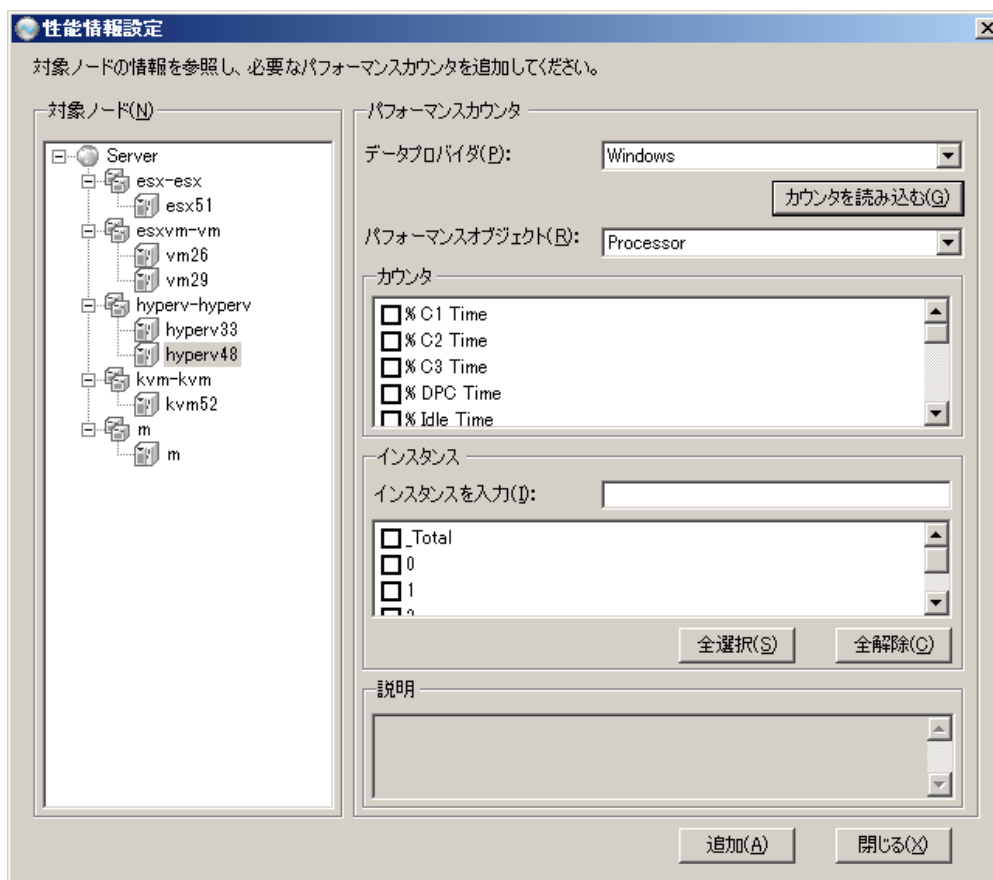 性能情報設定
対象ノードの情報を参照し、必要なパフォーマンスカウンタを追加してください。
対象ノード(N)
Server
esx-esx
esx51
esxvm-vm
vm26
vm29
hyperv-hyperv
hyperv33
hyperv48
kvm-kvm
kvm52
m
m
パフォーマンスカウンタ
データプロバイダ(P):
Windows
カウンタを読み込む(G)
パフォーマンスオブジェクト(R):
Processor
カウンタ
% C1 Time
% C2 Time
% C3 Time
% DPC Time
% Idle Time
インスタンス
インスタンスを入力(I):
_Total
0
1
2
全選択(S)
全解除(C)
説明
追加(A)
閉じる(X)